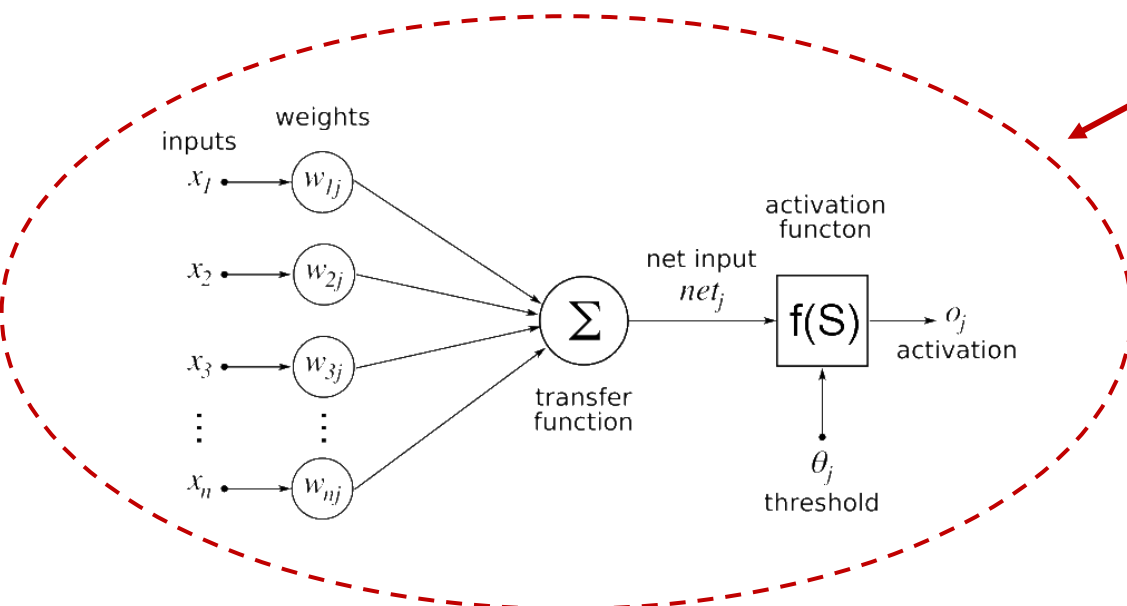 weights
inputs
x1 w1j
activation
functon
x2 w2j
net input
netj
Σ f(S) oj
activation
x3 w3j
transfer
function
⋮ ⋮
θj
xn wnj
threshold